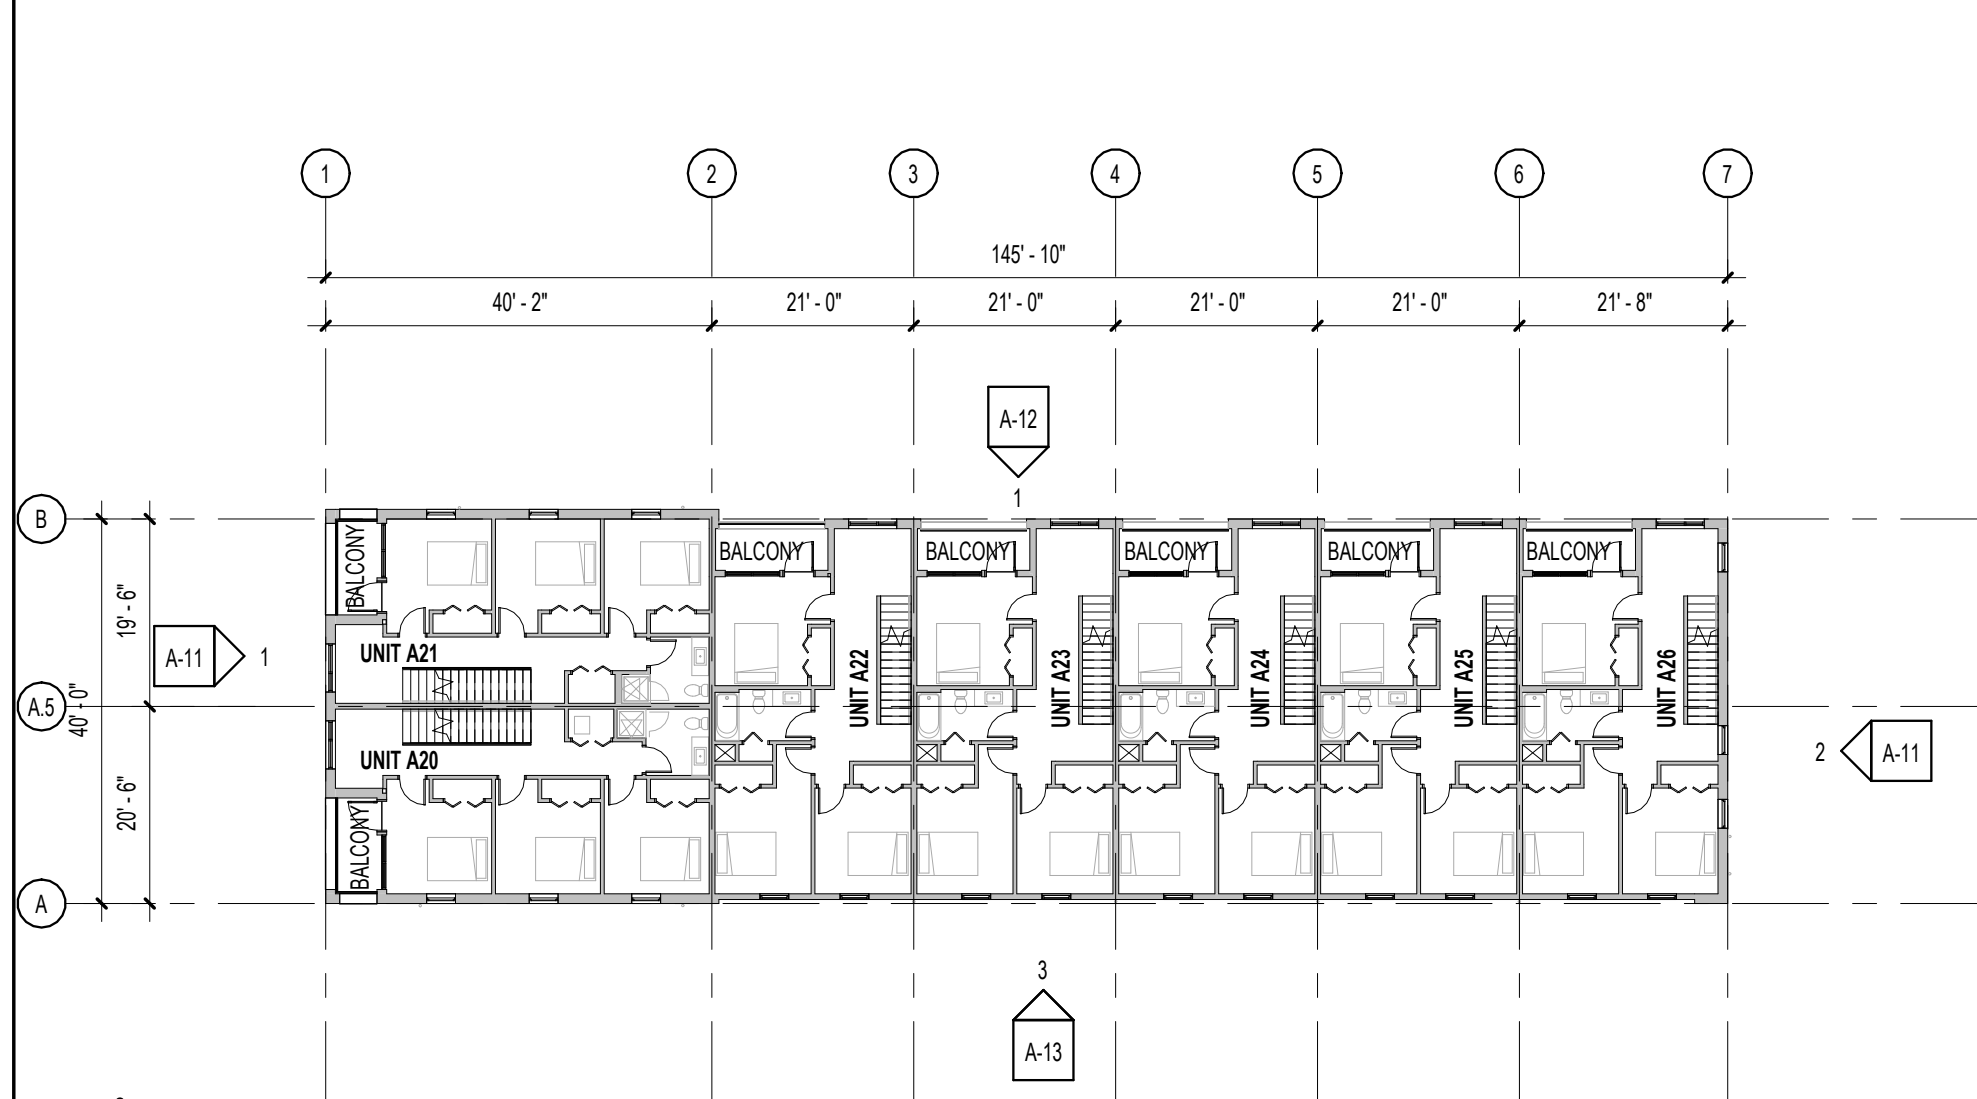 1 2 3 4 5 6 7
145' - 10"
40' - 2" 21' - 0" 21' - 0" 21' - 0" 21' - 0" 21' - 8"
A-12
1
B
BALCONY
BALCONY BALCONY BALCONY BALCONY BALCONY
19' - 6"
A-11 1
UNIT A21
UNIT A22 UNIT A23 UNIT A24 UNIT A25 UNIT A26
A.5
40' - 0"
UNIT A20
2 A-11
20' - 6"
BALCONY
A
3
A-13